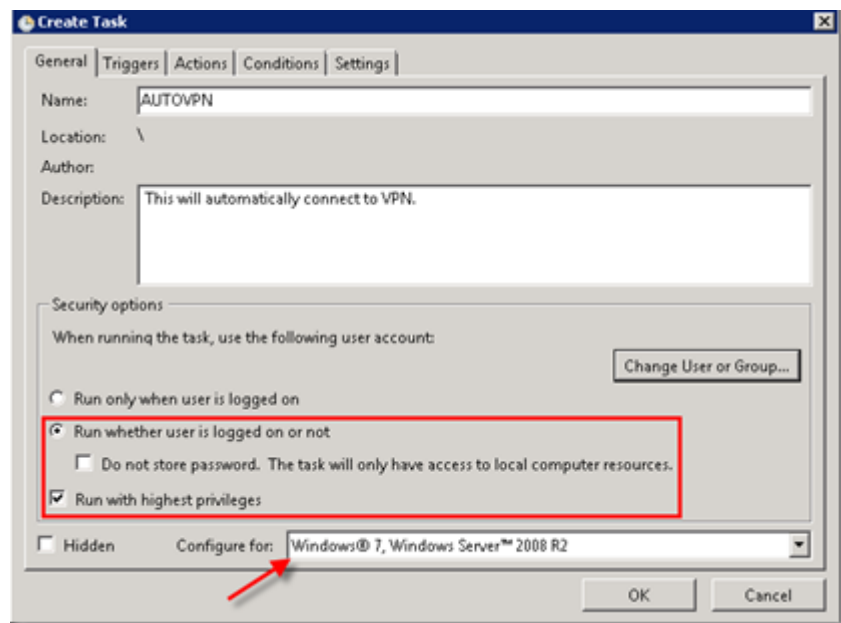 Create Task
General Triggers Actions Conditions Settings
Name: AUTOVPN
Location: \
Author:
Description: This will automatically connect to VPN.
Security options
When running the task, use the following user account:
Change User or Group...
Run only when user is logged on
Run whether user is logged on or not
Do not store password. The task will only have access to local computer resources.
Run with highest privileges
Hidden Configure for: Windows® 7, Windows Server™ 2008 R2
OK Cancel